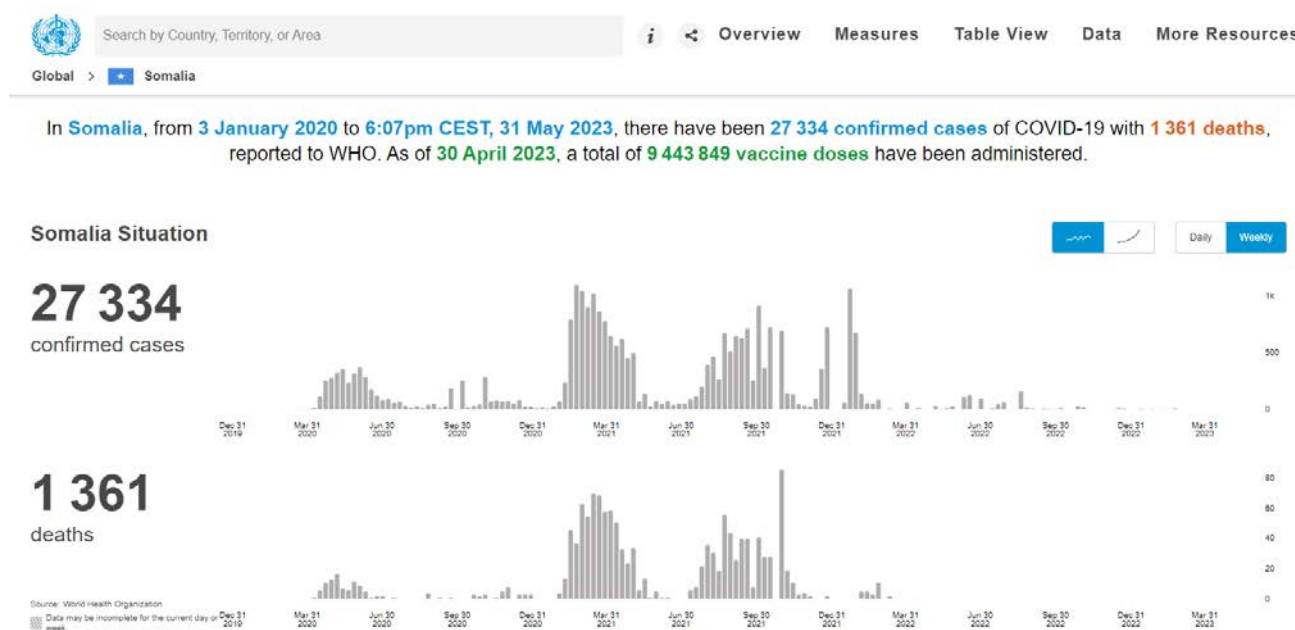 Search by Country, Territory, or Area
i
Overview Measures Table View Data More Resources
Global > Somalia
In Somalia, from 3 January 2020 to 6:07pm CEST, 31 May 2023, there have been 27 334 confirmed cases of COVID-19 with 1 361 deaths,
reported to WHO. As of 30 April 2023, a total of 9 443 849 vaccine doses have been administered.
Somalia Situation
Daily Weekly
27 334
confirmed cases
1k
500
0
Dec 31 Mar 31 Jun 30 Sep 30 Dec 31 Mar 31 Jun 30 Sep 30 Dec 31 Mar 31 Jun 30 Sep 30 Dec 31 Mar 31
2019 2020 2020 2020 2020 2021 2021 2021 2021 2022 2022 2022 2022 2023
1 361
deaths
80
60
40
20
0
Source: World Health Organization
Data may be incomplete for the current day or
week.
Dec 31 Mar 31 Jun 30 Sep 30 Dec 31 Mar 31 Jun 30 Sep 30 Dec 31 Mar 31 Jun 30 Sep 30 Dec 31 Mar 31
2019 2020 2020 2020 2020 2021 2021 2021 2021 2022 2022 2022 2022 2023